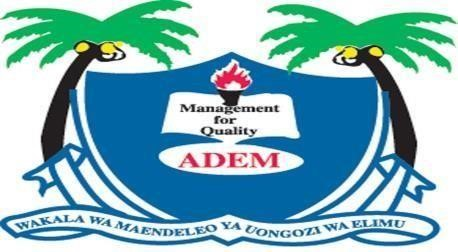 Management
for
Quality
ADEM
WAKALA WA MAENDELEO YA UONGOZI WA ELIMU